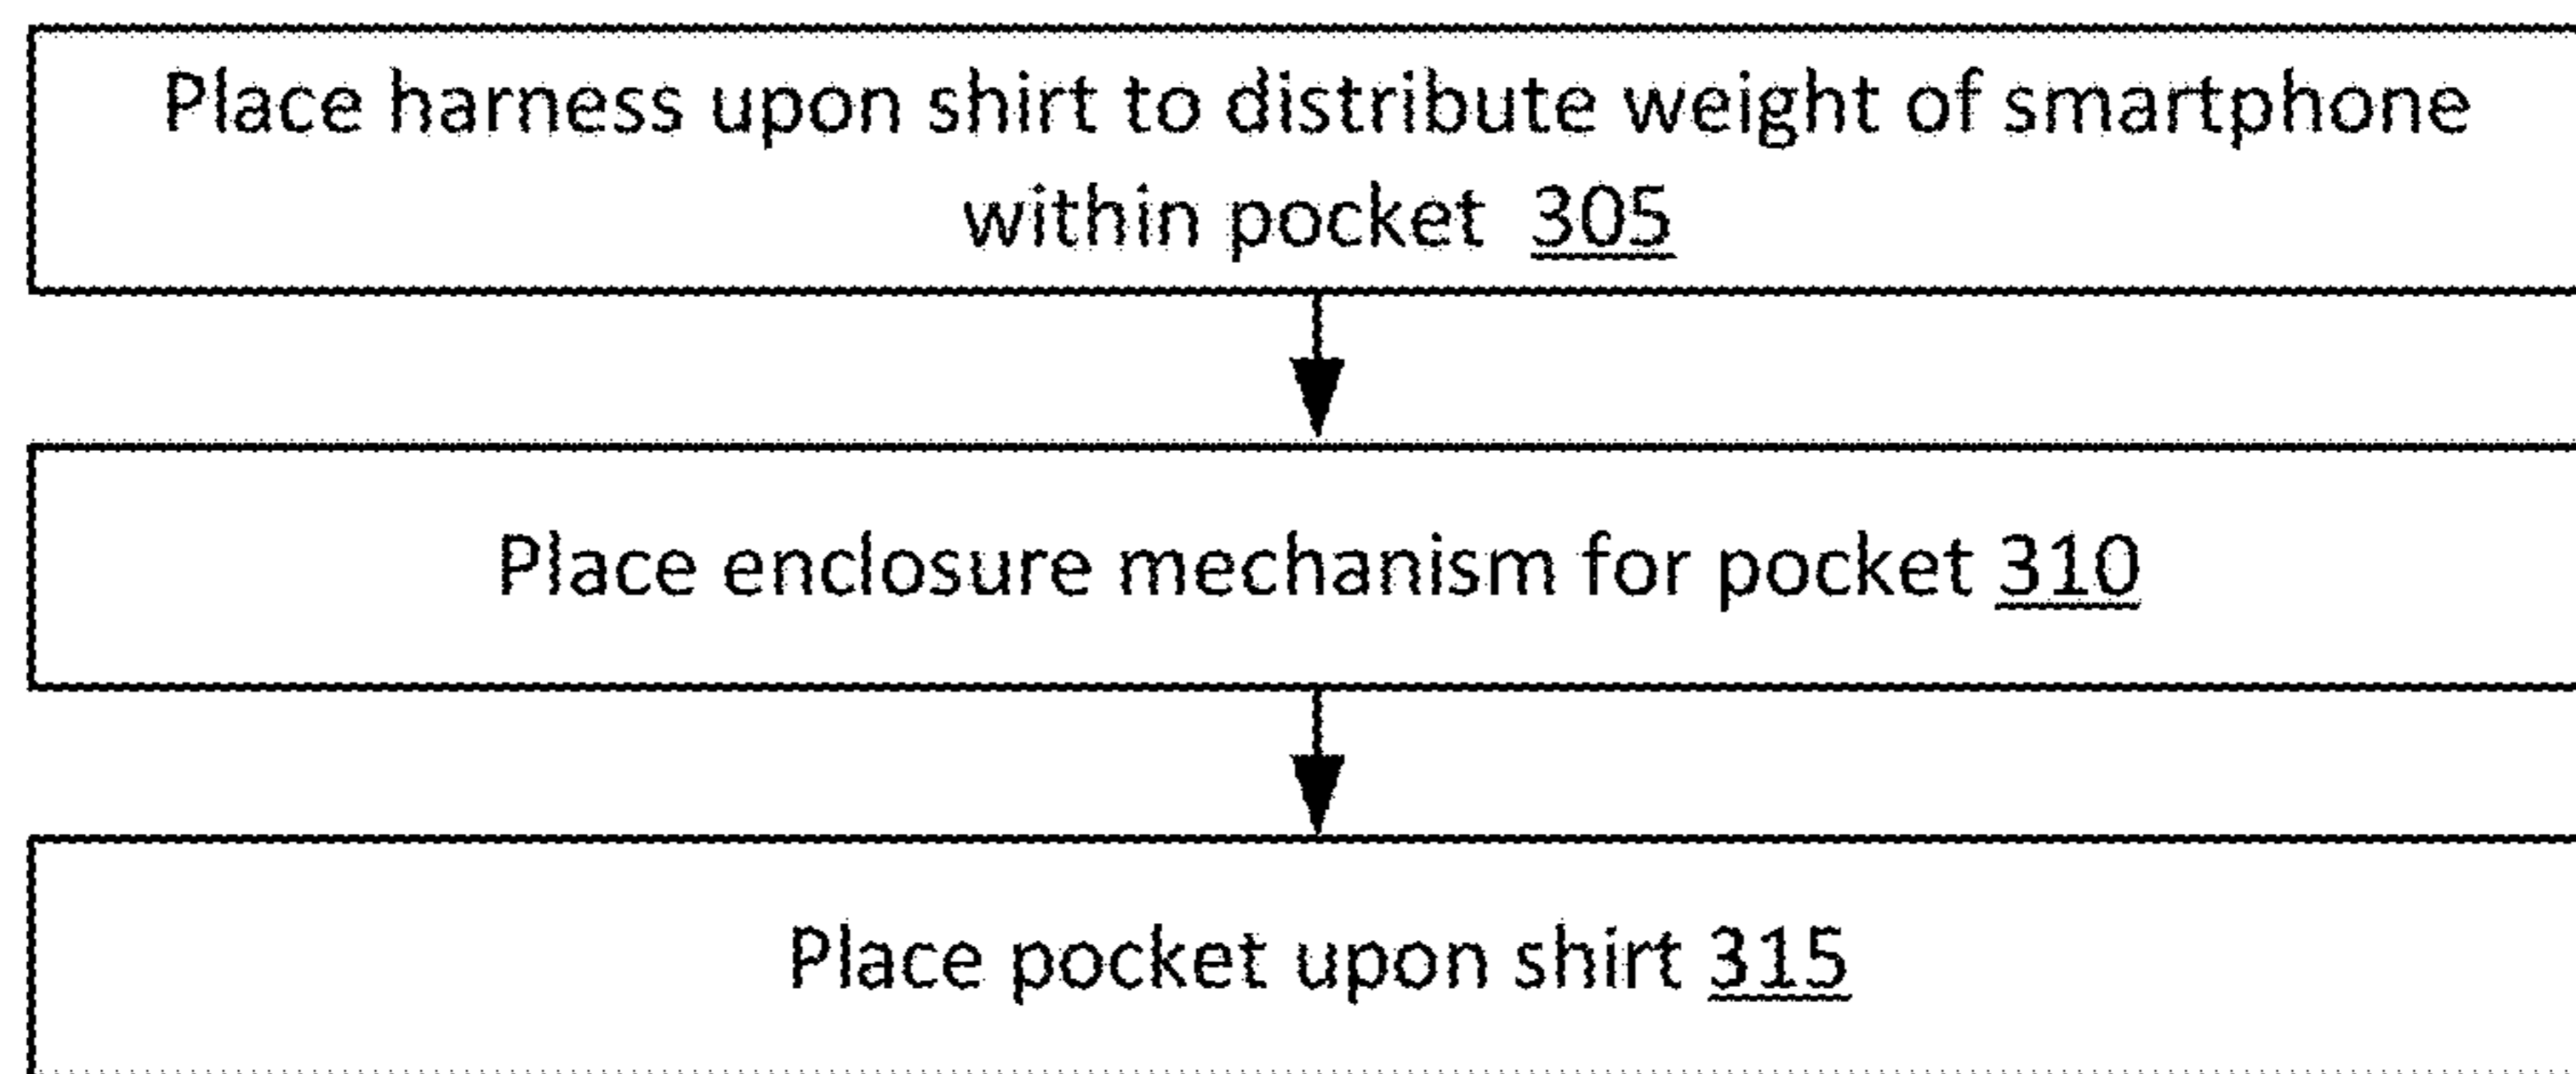 Place harness upon shirt to distribute weight of smartphone
within pocket 305
Place enclosure mechanism for pocket 310
Place pocket upon shirt 315